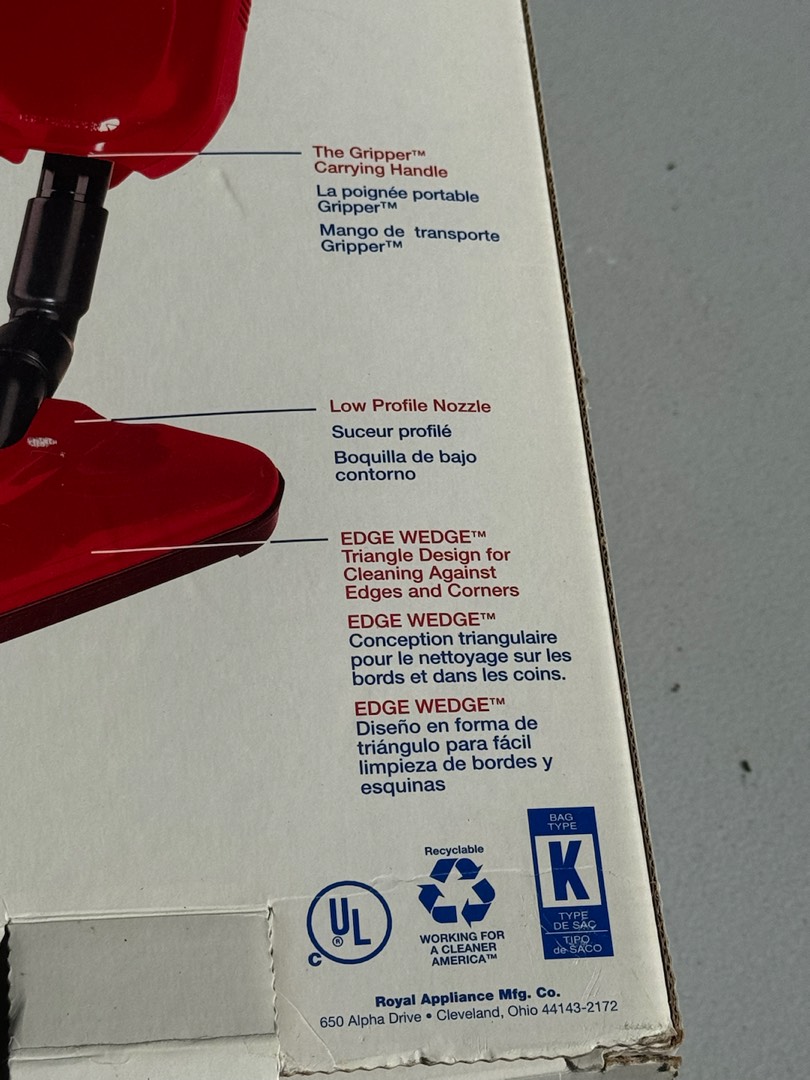 The Gripper™
Carrying Handle
La poignée portable
Gripper™
Mango de transporte
Gripper™
Low Profile Nozzle
Suceur profilé
Boquilla de bajo
contorno
EDGE WEDGE™
Triangle Design for
Cleaning Against
Edges and Corners
EDGE WEDGE™
Conception triangulaire
pour le nettoyage sur les
bords et dans les coins.
EDGE WEDGE™
Diseño en forma de
triángulo para fácil
limpieza de bordes y
esquinas
BAG
TYPE
K
TYPE
DE SAC
TIPO
de SACO
Recyclable
WORKING FOR
A CLEANER
AMERICA™
UL
®
C
Royal Appliance Mfg. Co.
650 Alpha Drive • Cleveland, Ohio 44143-2172